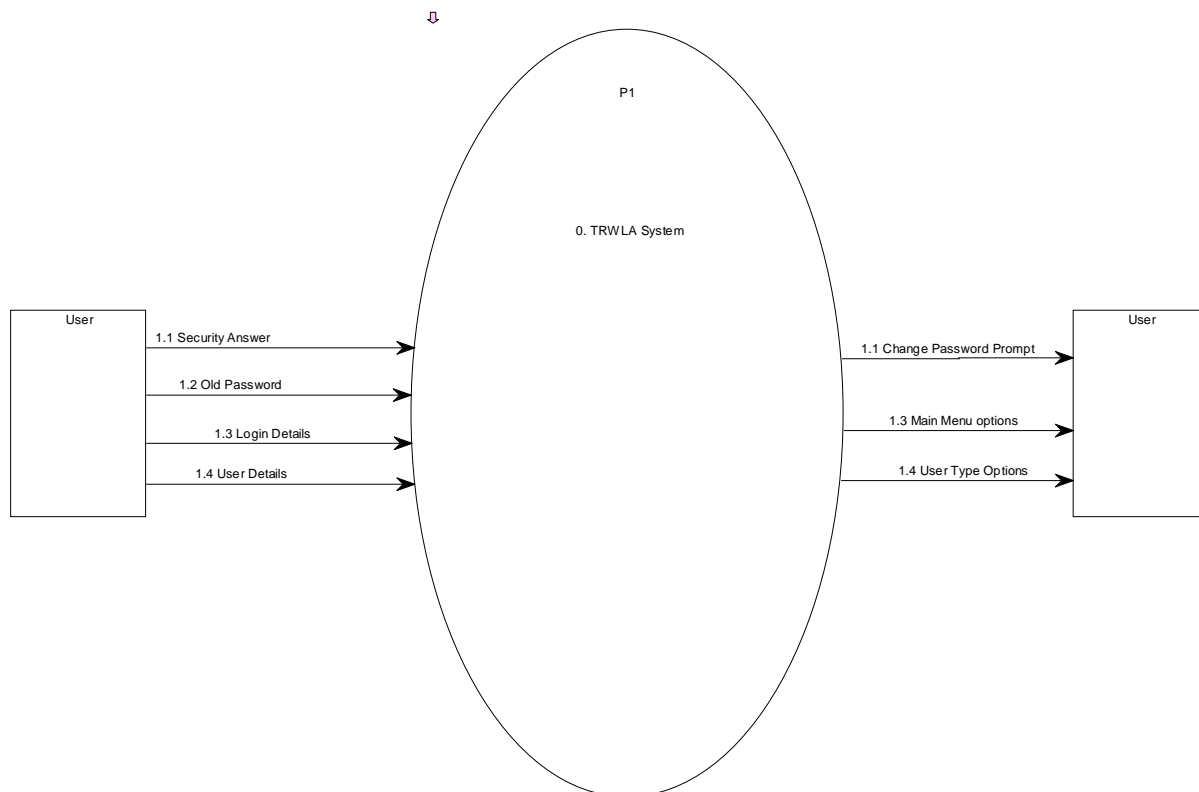 P1
0. TRWLA System
User
1.1 Security Answer
1.2 Old Password
1.3 Login Details
1.4 User Details
1.1 Change Password Prompt
1.3 Main Menu options
1.4 User Type Options
User